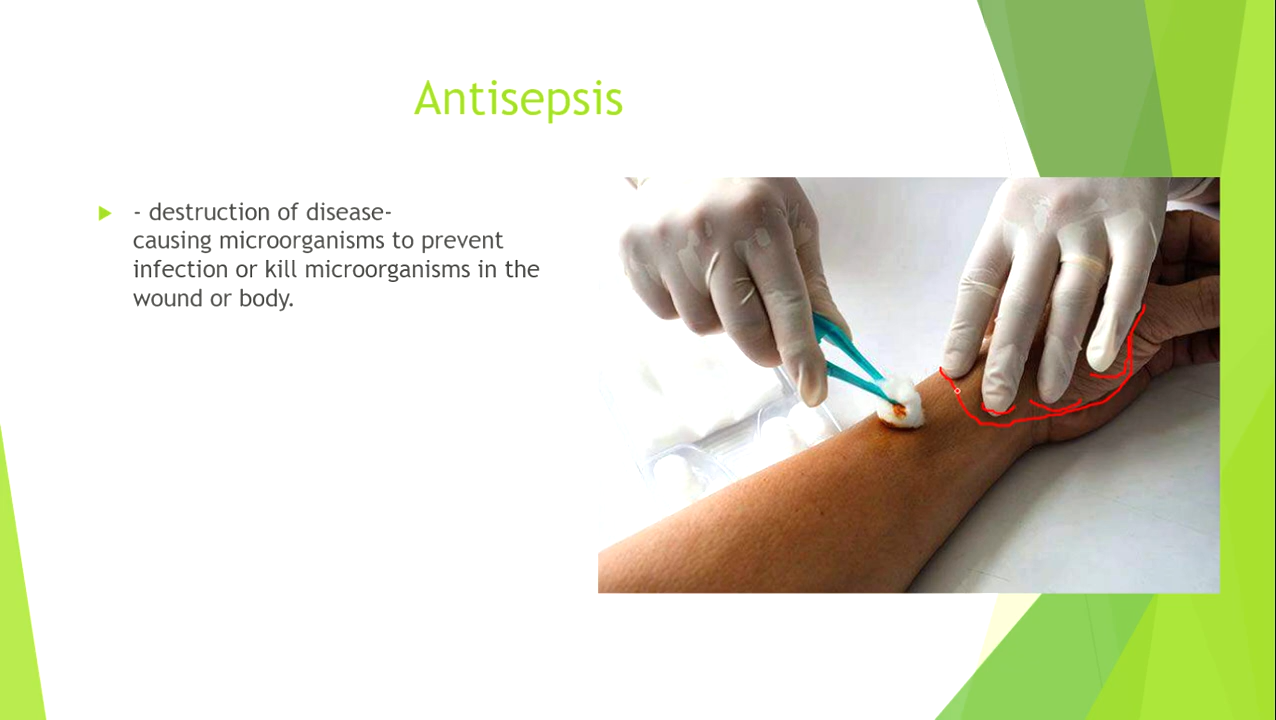 Antisepsis
- destruction of disease-
causing microorganisms to prevent
infection or kill microorganisms in the
wound or body.